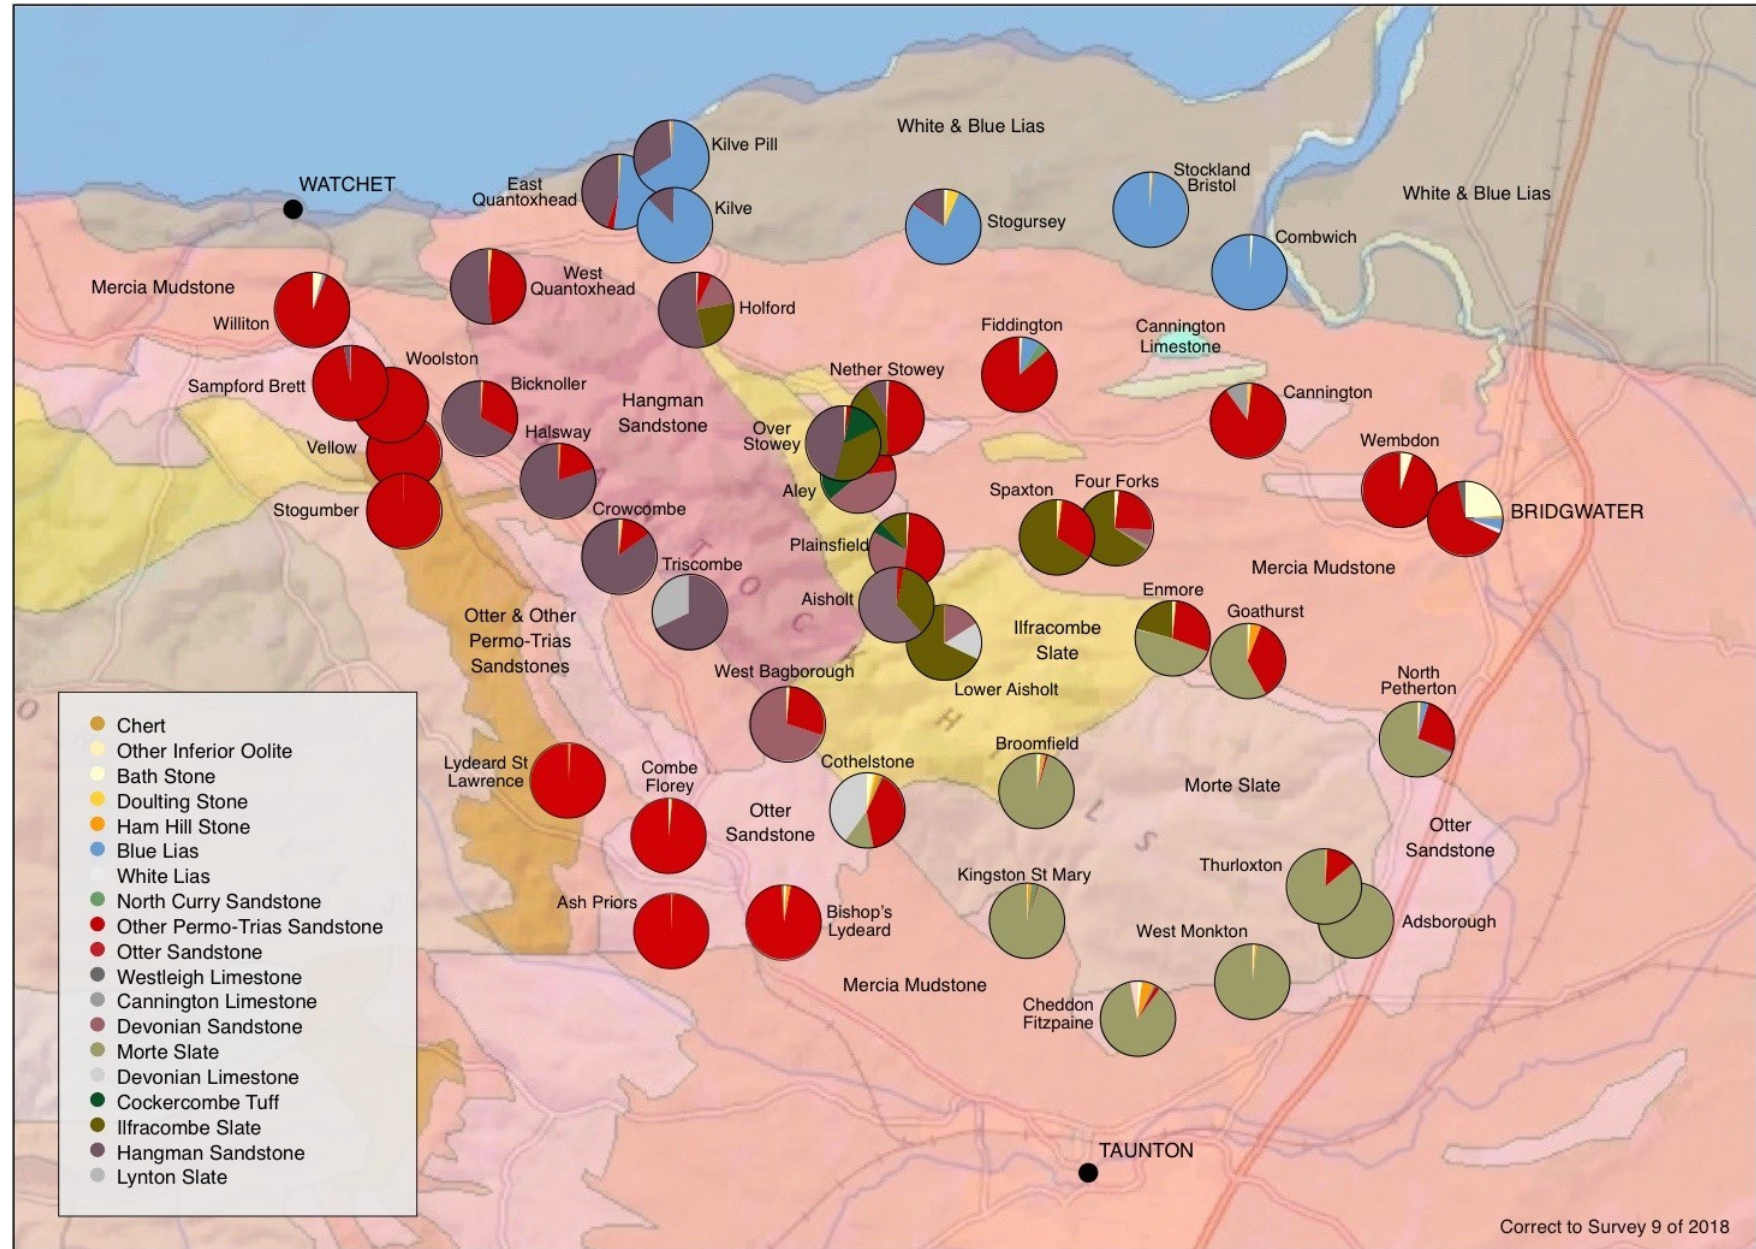 WATCHET
East
Quantoxhead
Kilve Pill
Kilve
White & Blue Lias
Stogursey
Stockland
Bristol
Combwich
White & Blue Lias
Mercia Mudstone
Williton
West
Quantoxhead
Holford
Fiddington
Cannington
Limestone
Sampford Brett
Woolston
Bicknoller
Hangman
Sandstone
Nether Stowey
Cannington
Vellow
Halsway
Over
Stowey
Wembdon
Stogumber
Crowcombe
Aley
Spaxton
Four Forks
BRIDGWATER
Triscombe
Plainsfield
Mercia Mudstone
Otter & Other
Permo-Trias
Sandstones
Aisholt
Ilfracombe
Slate
Enmore
Goathurst
T
O
C
West Bagborough
Lower Aisholt
North
Petherton
H
Lydeard St
Lawrence
Combe
Florey
Cothelstone
Broomfield
Morte Slate
Otter
Sandstone
L
S
Otter
Sandstone
Ash Priors
Bishop's
Lydeard
Kingston St Mary
Thurloxton
Adsborough
West Monkton
Mercia Mudstone
Cheddon
Fitzpaine
TAUNTON
O
Chert
Other Inferior Oolite
Bath Stone
Doulting Stone
Ham Hill Stone
Blue Lias
White Lias
North Curry Sandstone
Other Permo-Trias Sandstone
Otter Sandstone
Westleigh Limestone
Cannington Limestone
Devonian Sandstone
Morte Slate
Devonian Limestone
Cockercombe Tuff
Ilfracombe Slate
Hangman Sandstone
Lynton Slate
Correct to Survey 9 of 2018